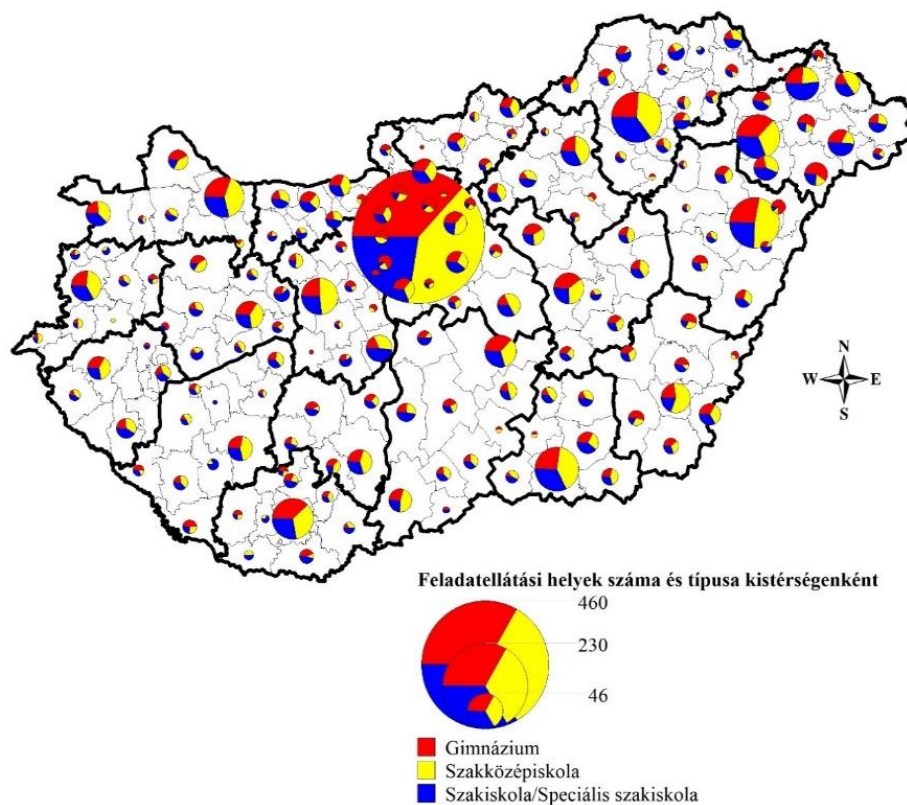 N
W E
S
Feladatellátási helyek száma és típusa kistérségenként
460
230
46
Gimnázium
Szakközépiskola
Szakiskola/Speciális szakiskola